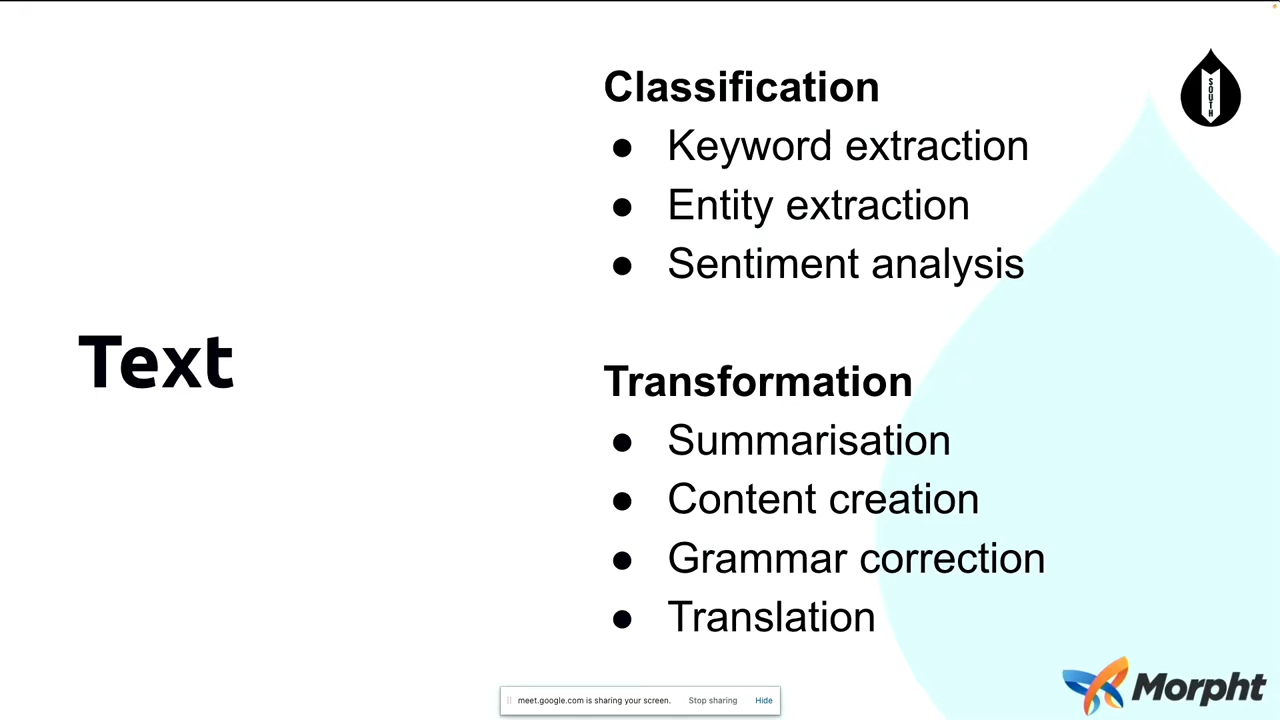 Text
Classification
● Keyword extraction
● Entity extraction
● Sentiment analysis
Transformation
● Summarisation
● Content creation
● Grammar correction
● Translation
SOUTH
Morpht
meet.google.com is sharing your screen. Stop sharing Hide